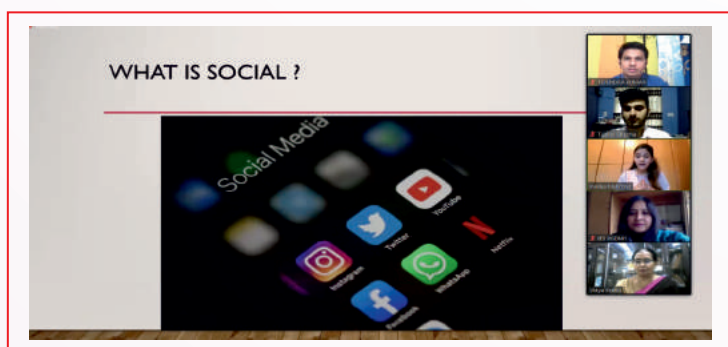 WHAT IS SOCIAL ?
Social Media
YouTube
Twitter
Netflix
Instagram
WhatsApp
Facebook